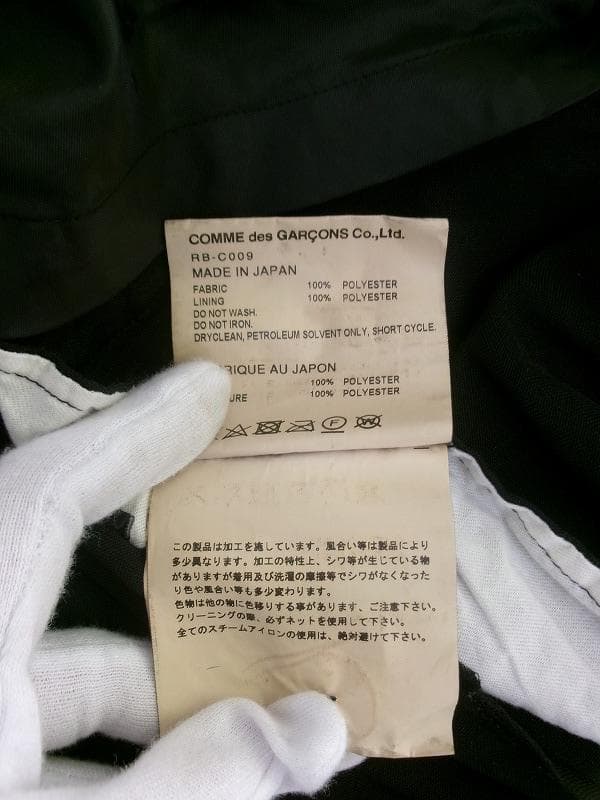 COMME des GARÇONS Co.,Ltd.
RB-C009
MADE IN JAPAN
FABRIC 100% POLYESTER
LINING 100% POLYESTER
DO NOT WASH.
DO NOT IRON.
DRYCLEAN, PETROLEUM SOLVENT ONLY, SHORT CYCLE.
RIQUE AU JAPON
100% POLYESTER
URE 100% POLYESTER
F W
この製品は加工を施しています。風合い等は製品により
多少異なります。加工の特性上、シワ等が生じている物
がありますが着用及び洗濯の摩擦等でシワがなくなった
り色や風合い等も多少変わります。
色物は他の物に色移りする事があります、ご注意下さい。
クリーニングの際、必ずネットを使用して下さい。
全てのスチームアイロンの使用は、絶対避けて下さい。